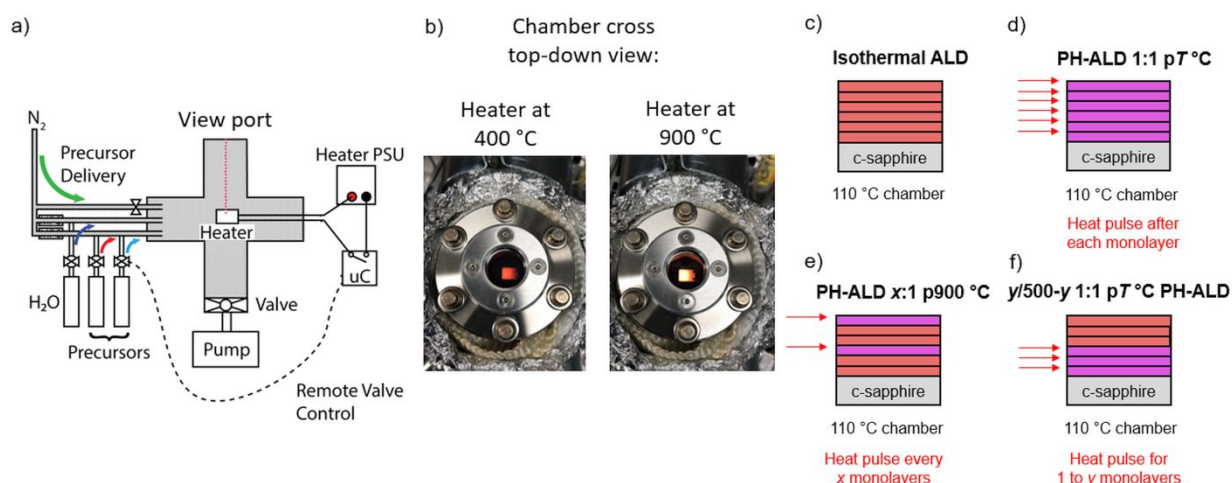 a)
N2
Precursor
Delivery
View port
Heater PSU
Heater
uC
H2O
Precursors
Valve
Pump
Remote Valve
Control
b)
Chamber cross
top-down view:
Heater at
400 °C
Heater at
900 °C
c)
Isothermal ALD
c-sapphire
110 °C chamber
d)
PH-ALD 1:1 pT °C
c-sapphire
110 °C chamber
Heat pulse after
each monolayer
e)
PH-ALD x:1 p900 °C
c-sapphire
110 °C chamber
Heat pulse every
x monolayers
f)
y/500-y 1:1 pT °C PH-ALD
c-sapphire
110 °C chamber
Heat pulse for
1 to y monolayers